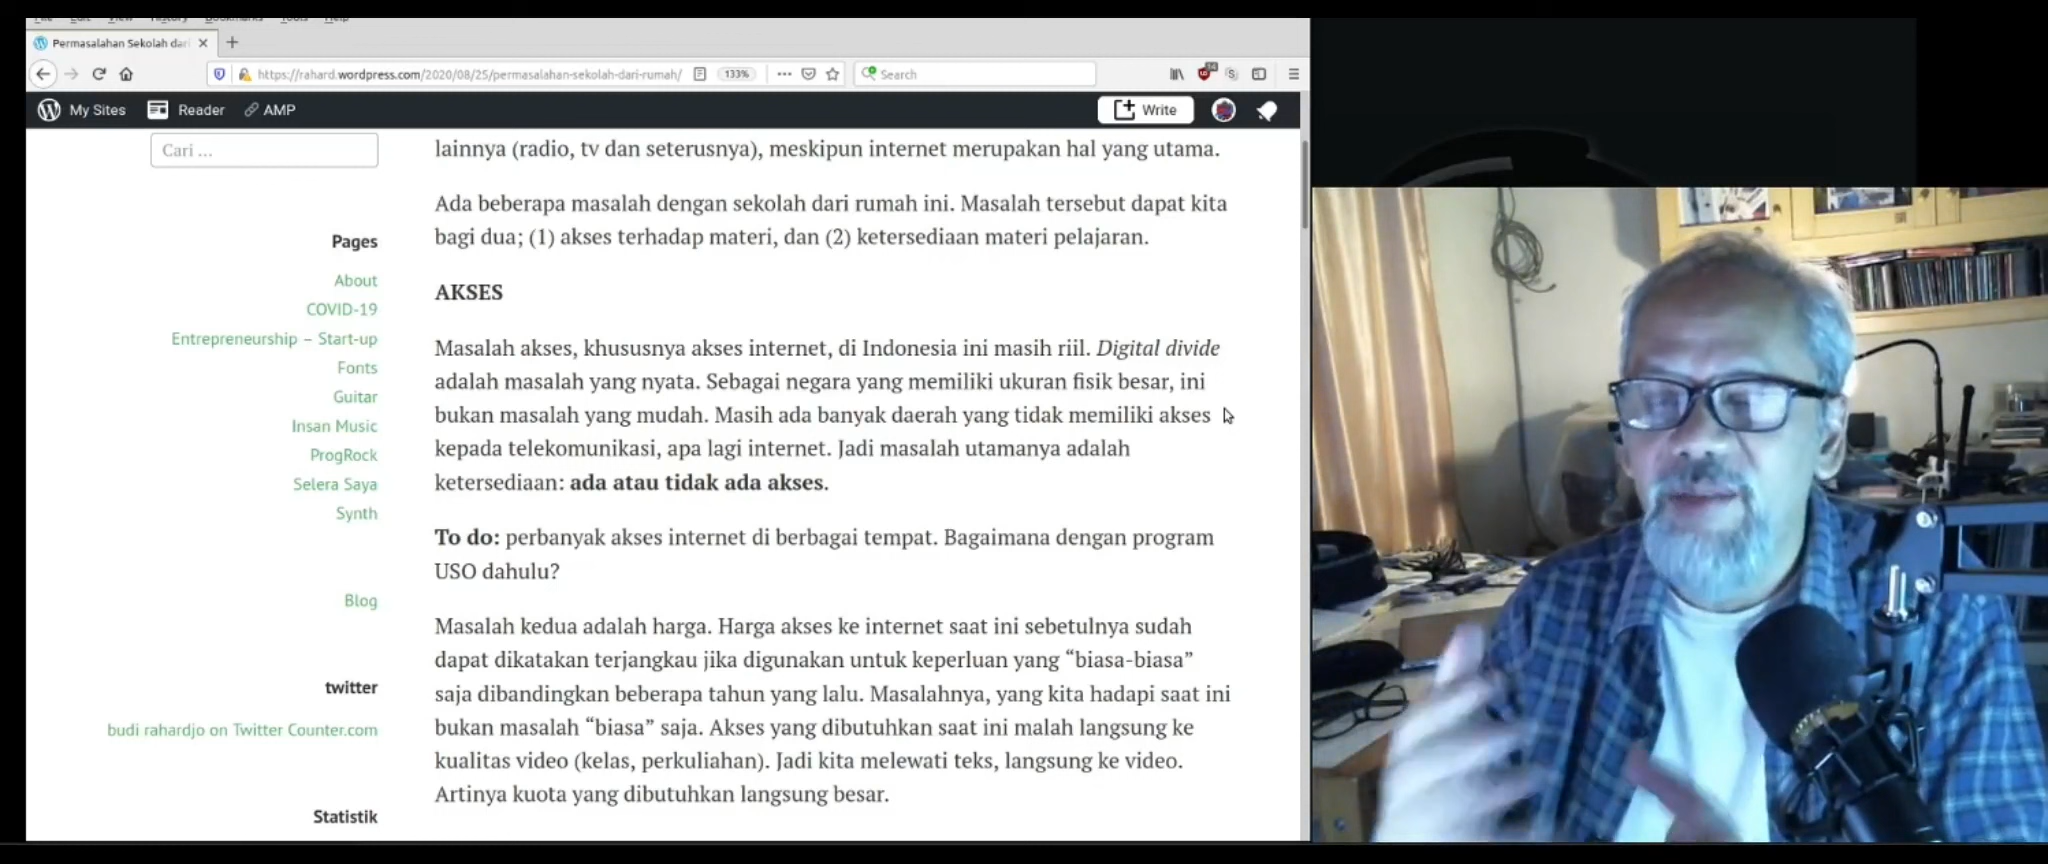 File Edit View History Bookmarks Tools Help
Permasalahan Sekolah dari
https://rahard.wordpress.com/2020/08/25/permasalahan-sekolah-dari-rumah/
133%
Search
My Sites
Reader
AMP
Write
Cari ...
Pages
About
COVID-19
Entrepreneurship – Start-up
Fonts
Guitar
Insan Music
ProgRock
Selera Saya
Synth
Blog
twitter
budi rahardjo on Twitter Counter.com
Statistik
lainnya (radio, tv dan seterusnya), meskipun internet merupakan hal yang utama.
Ada beberapa masalah dengan sekolah dari rumah ini. Masalah tersebut dapat kita
bagi dua; (1) akses terhadap materi, dan (2) ketersediaan materi pelajaran.
AKSES
Masalah akses, khususnya akses internet, di Indonesia ini masih riil. Digital divide
adalah masalah yang nyata. Sebagai negara yang memiliki ukuran fisik besar, ini
bukan masalah yang mudah. Masih ada banyak daerah yang tidak memiliki akses
kepada telekomunikasi, apa lagi internet. Jadi masalah utamanya adalah
ketersediaan: ada atau tidak ada akses.
To do: perbanyak akses internet di berbagai tempat. Bagaimana dengan program
USO dahulu?
Masalah kedua adalah harga. Harga akses ke internet saat ini sebetulnya sudah
dapat dikatakan terjangkau jika digunakan untuk keperluan yang “biasa-biasa”
saja dibandingkan beberapa tahun yang lalu. Masalahnya, yang kita hadapi saat ini
bukan masalah “biasa” saja. Akses yang dibutuhkan saat ini malah langsung ke
kualitas video (kelas, perkuliahan). Jadi kita melewati teks, langsung ke video.
Artinya kuota yang dibutuhkan langsung besar.